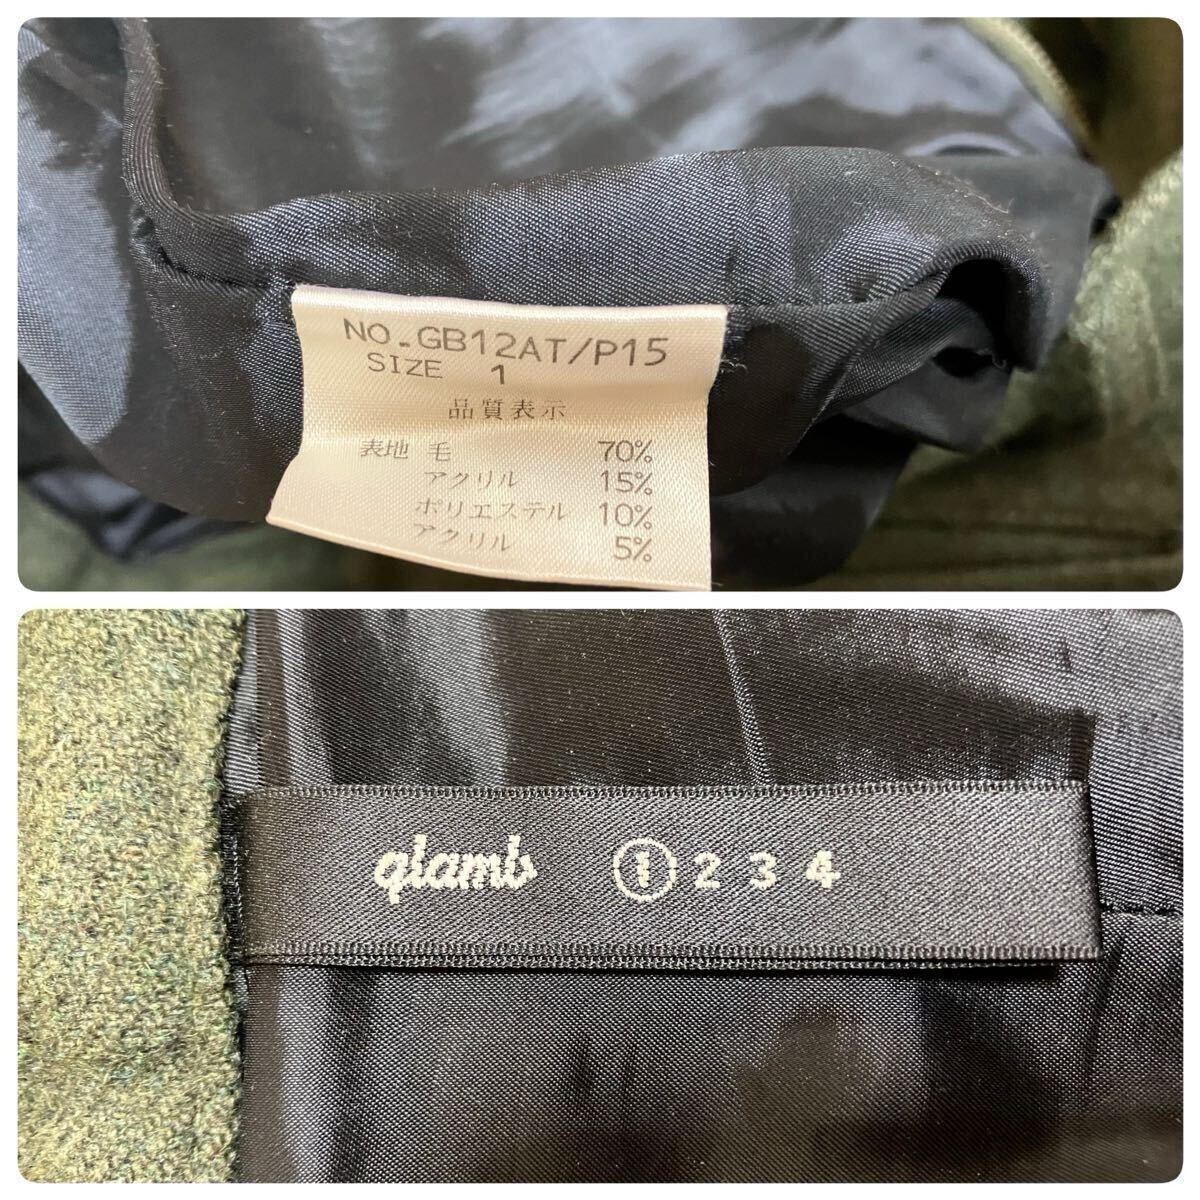 NO.GB12AT/P15
SIZE 1
品質表示
表地 毛 70%
アクリル 15%
ポリエステル 10%
アクリル 5%
glamb 1 2 3 4